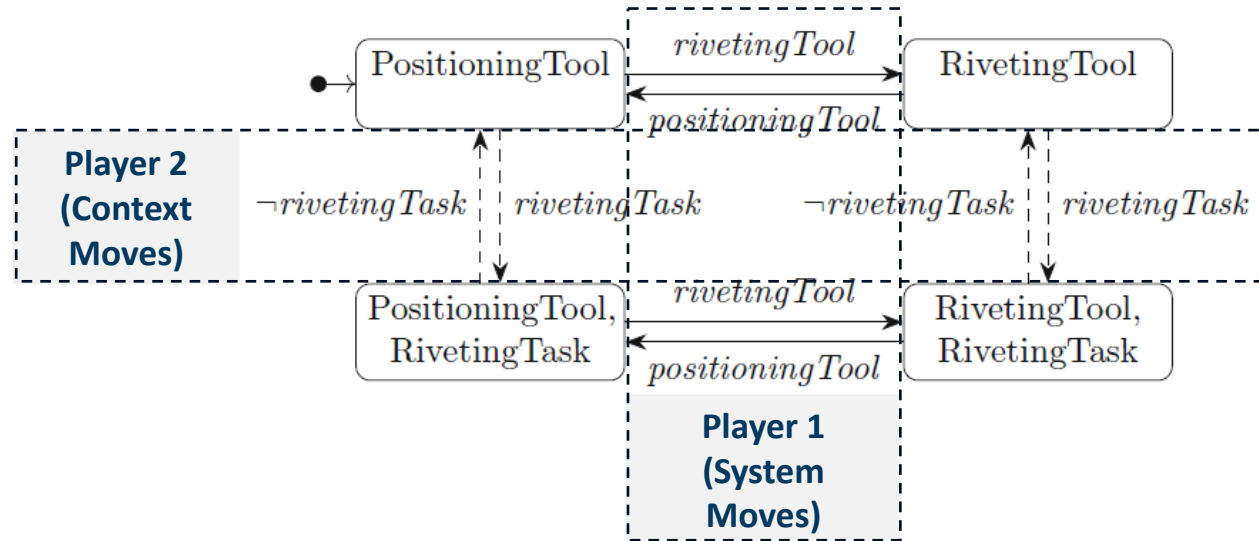 rivetingTool
PositioningTool
RivetingTool
positioningTool
Player 2
(Context
Moves)
¬rivetingTask
rivetingTask
¬rivetingTask
rivetingTask
rivetingTool
PositioningTool,
RivetingTask
RivetingTool,
RivetingTask
positioningTool
Player 1
(System
Moves)